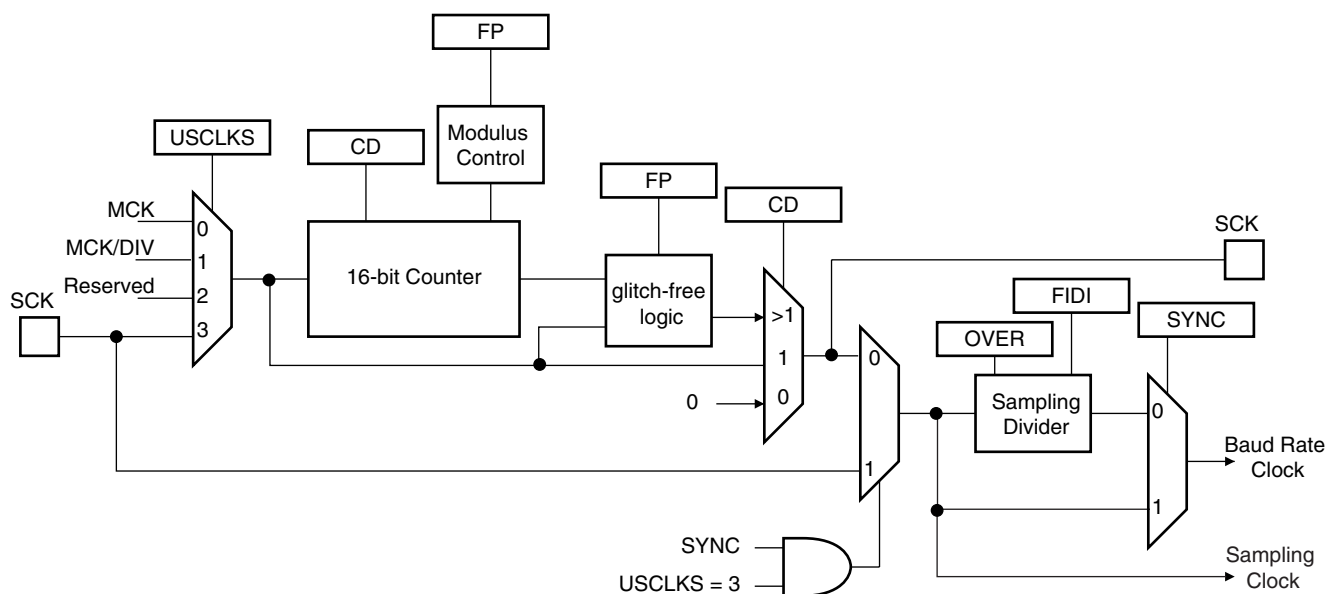 FP
USCLKS
CD
Modulus
Control
FP
CD
SCK
MCK
0
MCK/DIV
1
16-bit Counter
Reserved
2
SCK
3
glitch-free
logic
>1
1
0
0
FIDI
OVER
SYNC
0
1
Sampling
Divider
0
1
Baud Rate
Clock
SYNC
USCLKS = 3
Sampling
Clock